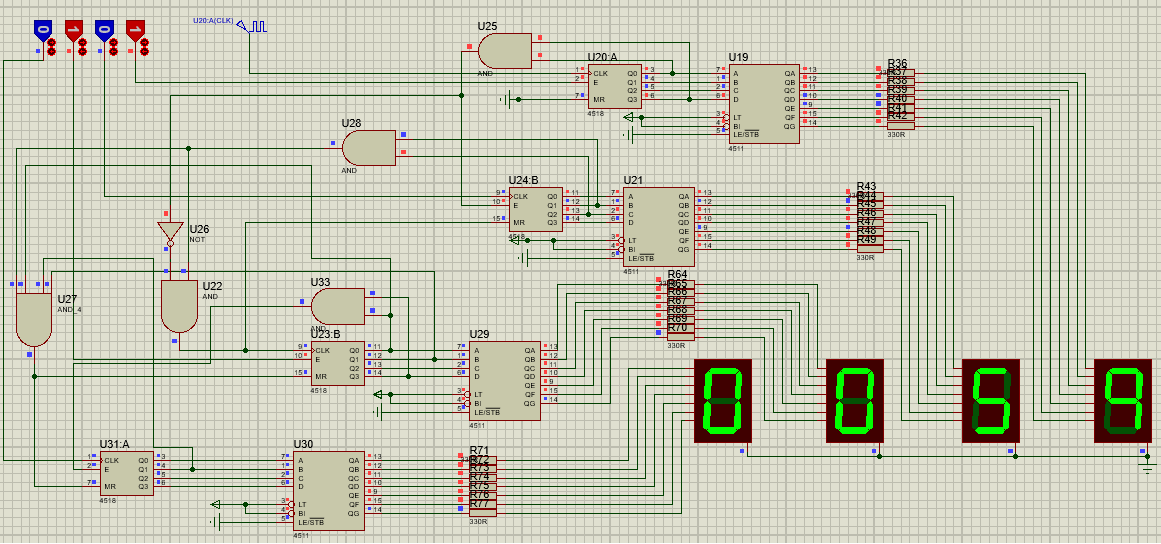 0 1 0 1
U20:A(CLK)
U25
AND
U20:A
CLK Q0
E Q1
Q2
MR Q3
4518
U19
A QA
B QB
C QC
D QD
QE
LT QF
BI QG
LE/STB
4511
R36
R37
R38
R39
R40
R41
R42
330R
U28
AND
U24:B
CLK Q0
E Q1
Q2
MR Q3
4518
U21
A QA
B QB
C QC
D QD
QE
LT QF
BI QG
LE/STB
4511
R43
R44
R45
R46
R47
R48
R49
330R
U26
NOT
U27
AND_4
U22
AND
U33
AND
U23:B
CLK Q0
E Q1
Q2
MR Q3
4518
U29
A QA
B QB
C QC
D QD
QE
LT QF
BI QG
LE/STB
4511
R64
R65
R66
R67
R68
R69
R70
330R
0 0 5 9
U31:A
CLK Q0
E Q1
Q2
MR Q3
4518
U30
A QA
B QB
C QC
D QD
QE
LT QF
BI QG
LE/STB
4511
R71
R72
R73
R74
R75
R76
R77
330R